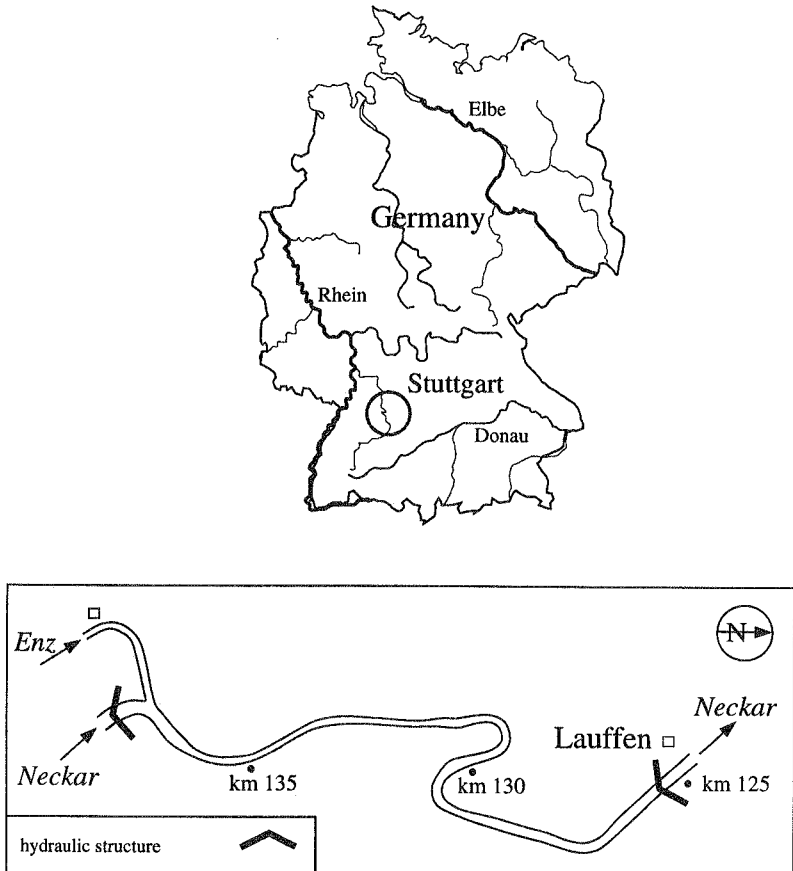 Elbe
Germany
Rhein
Stuttgart
Donau
Enz
N
Neckar
Lauffen
Neckar
km 135
km 130
km 125
hydraulic structure